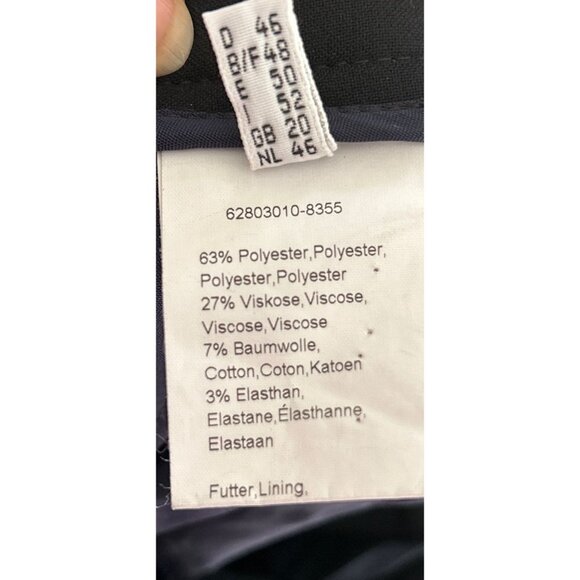 D 46
B/F 48
E 50
I 52
GB 20
NL 46
62803010-8355
63% Polyester,Polyester,
Polyester,Polyester
27% Viskose,Viscose,
Viscose,Viscose
7% Baumwolle,
Cotton,Coton,Katoen
3% Elasthan,
Elastane,Élasthanne,
Elastaan
Futter,Lining,